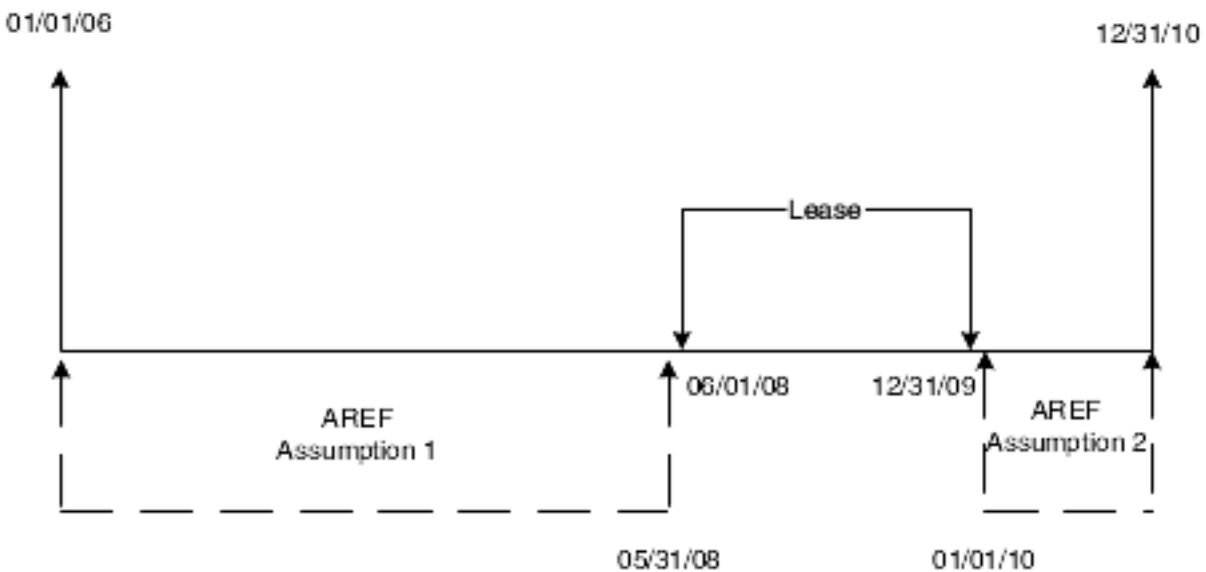 01/01/06
12/31/10
Lease
06/01/08
12/31/09
AREF
Assumption 1
AREF
Assumption 2
05/31/08
01/01/10